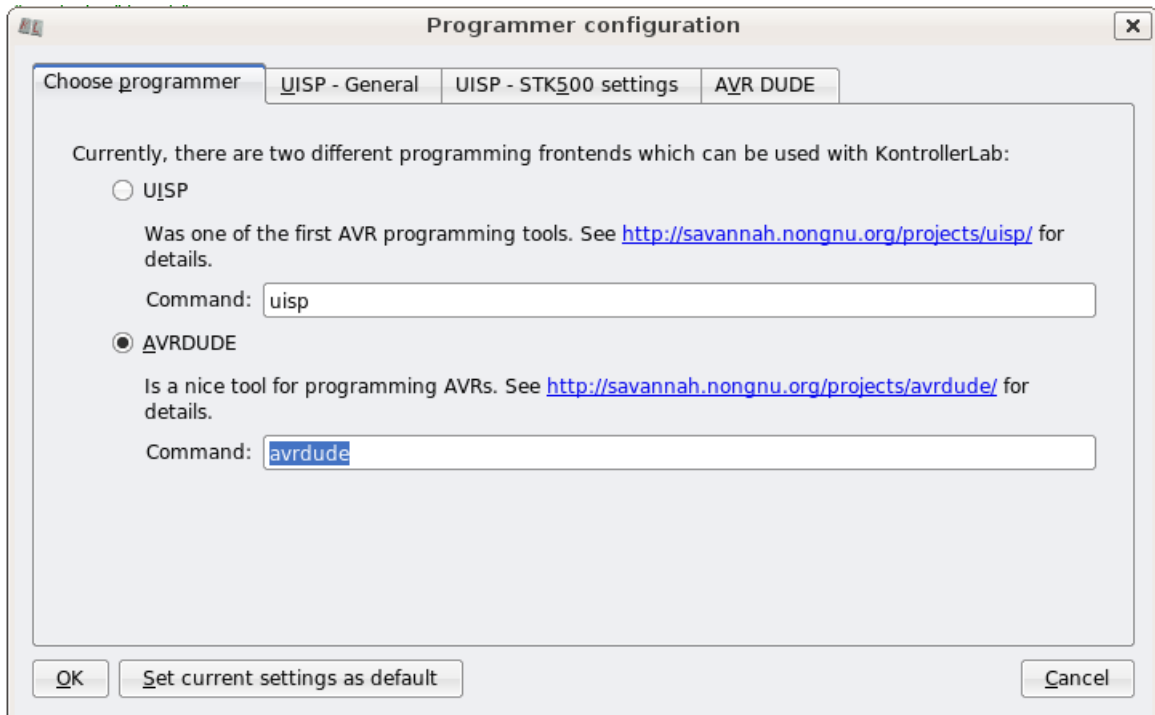 Programmer configuration
Choose programmer
UISP - General
UISP - STK500 settings
AVR DUDE
Currently, there are two different programming frontends which can be used with KontrollerLab:
UISP
Was one of the first AVR programming tools. See http://savannah.nongnu.org/projects/uisp/ for
details.
Command: uisp
AVRDUDE
Is a nice tool for programming AVRs. See http://savannah.nongnu.org/projects/avrdude/ for
details.
Command: avrdude
OK
Set current settings as default
Cancel